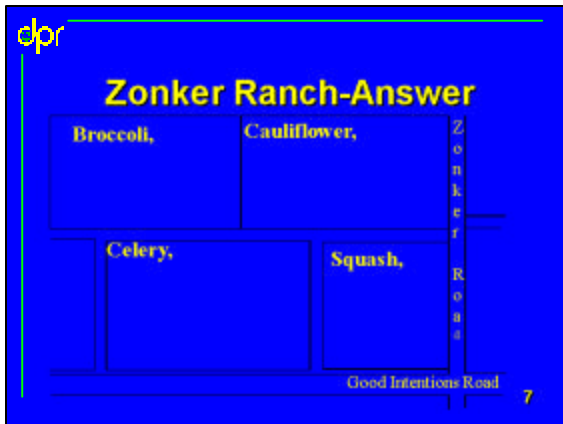 dpr
Zonker Ranch-Answer
Broccoli,
Cauliflower,
Zonker Road
Celery,
Squash,
Good Intentions Road
7